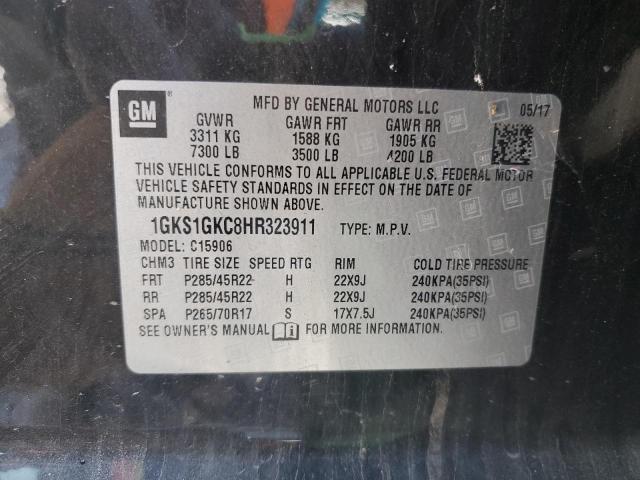 GM ®
MFD BY GENERAL MOTORS LLC 05/17
GVWR GAWR FRT GAWR RR
3311 KG 1588 KG 1905 KG
7300 LB 3500 LB 4200 LB
THIS VEHICLE CONFORMS TO ALL APPLICABLE U.S. FEDERAL MOTOR
VEHICLE SAFETY STANDARDS IN EFFECT ON THE DATE OF
MANUFACTURE SHOWN ABOVE.
1GKS1GKC8HR323911 TYPE: M.P.V.
MODEL: C15906
CHM3 TIRE SIZE SPEED RTG RIM COLD TIRE PRESSURE
FRT P285/45R22 H 22X9J 240KPA(35PSI)
RR P285/45R22 H 22X9J 240KPA(35PSI)
SPA P265/70R17 S 17X7.5J 240KPA(35PSI)
SEE OWNER'S MANUAL FOR MORE INFORMATION.